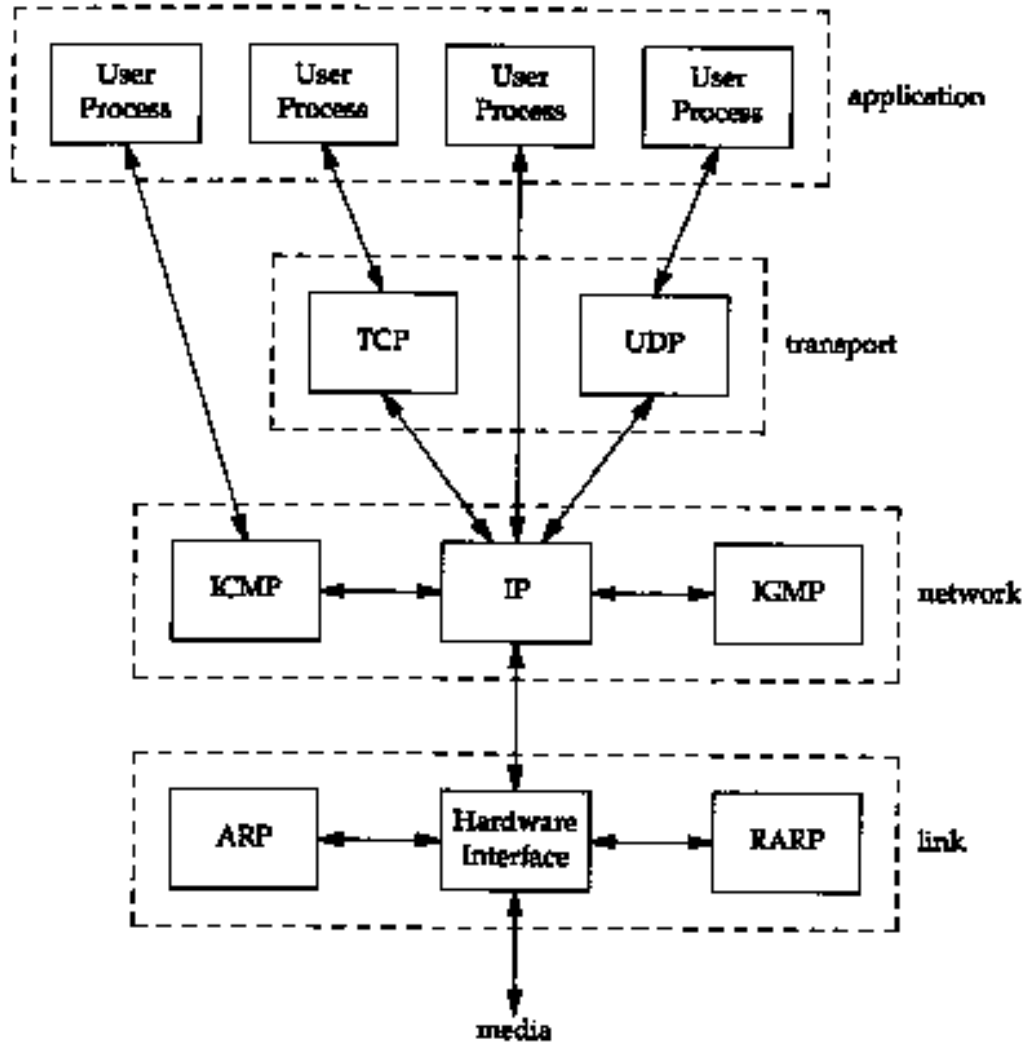 User
Process
User
Process
User
Process
User
Process
application
TCP
UDP
transport
ICMP
IP
IGMP
network
ARP
Hardware
Interface
RARP
link
media